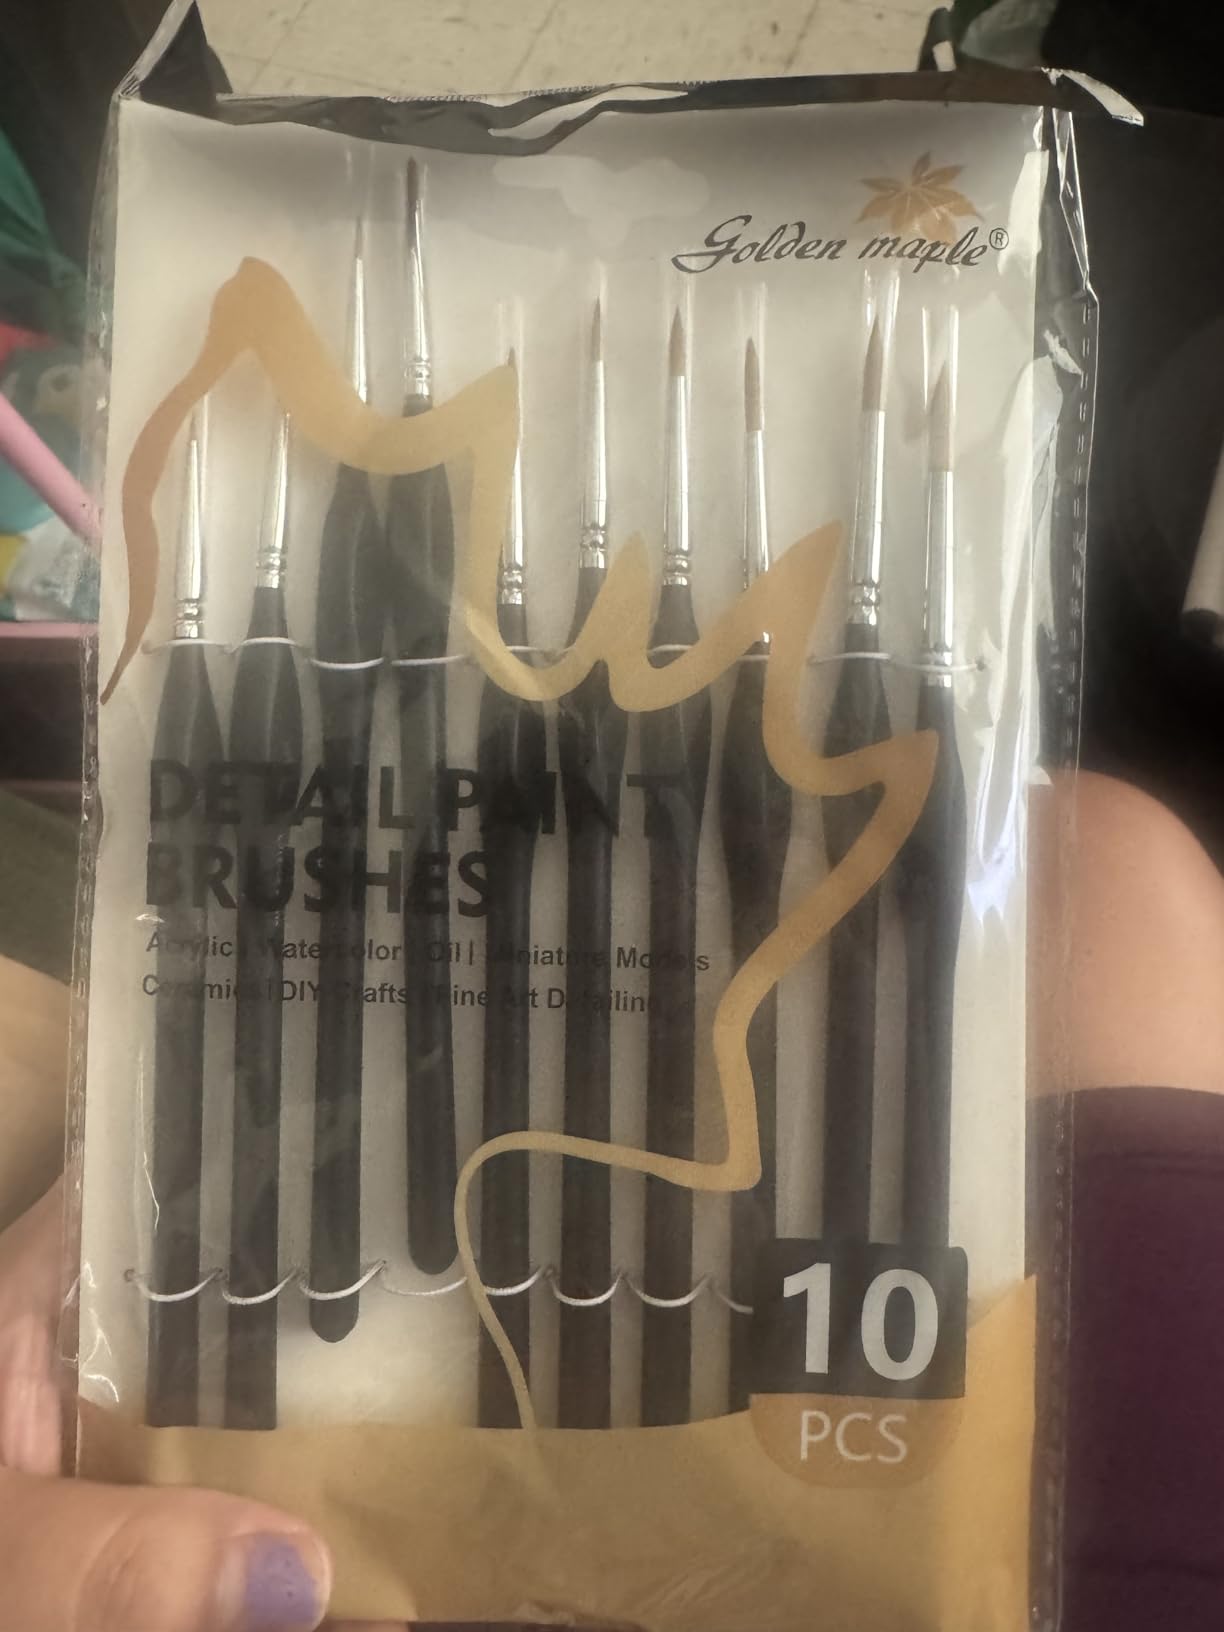 Golden maple®
DETAIL PAINT
BRUSHES
Acrylic | Watercolor | Oil | Miniature Models
Ceramics | DIY Crafts | Fine Art Detailing
10
PCS